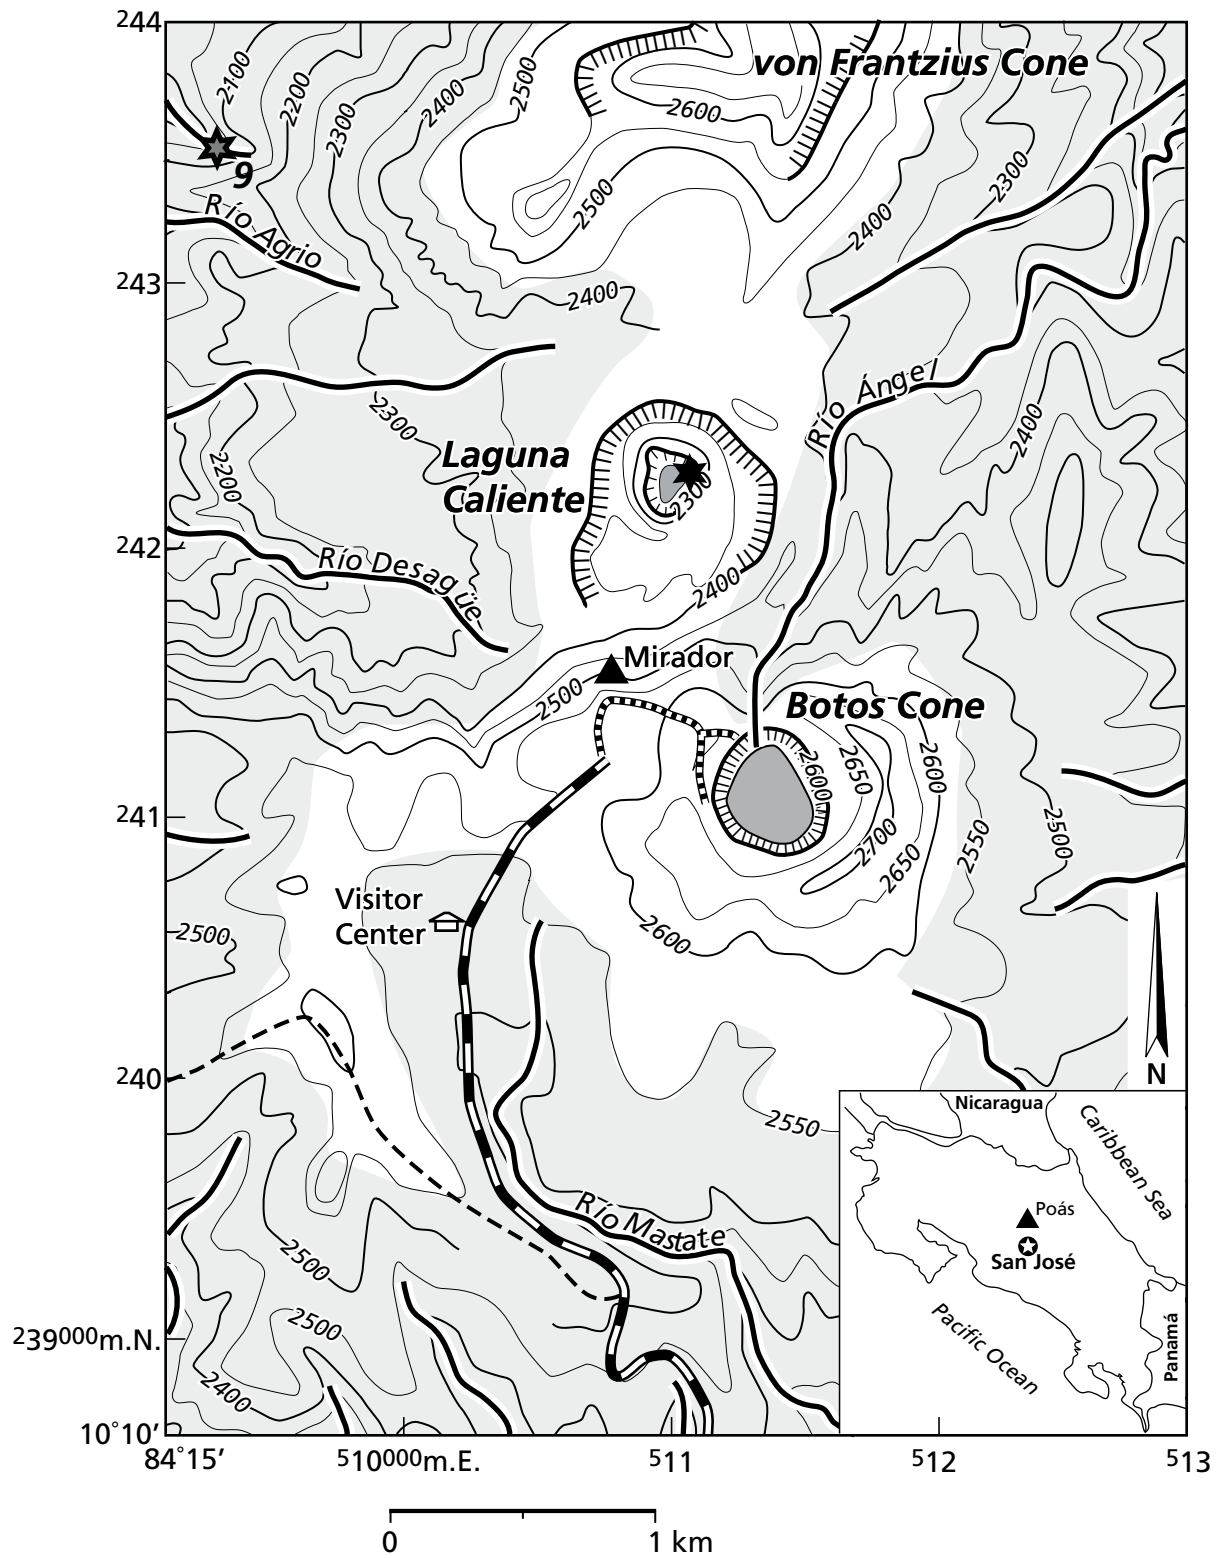 244
2100
2200
2300
2400
2500
von Frantzius Cone
2600
9
Río Agrio
2500
2400
2300
243
2400
2300
Río Ángel
2400
2200
Laguna
Caliente
2300
242
Río Desagüe
2400
Mirador
2500
Botos Cone
2600
2650
2600
241
2700
2650
2550
2500
Visitor
Center
2500
2600
N
240
2550
Nicaragua
Caribbean Sea
Poás
San José
Pacific Ocean
Panamá
Río Mastate
2500
2500
239000m.N.
2400
10°10′
84°15′
510000m.E.
511
512
513
0
1 km